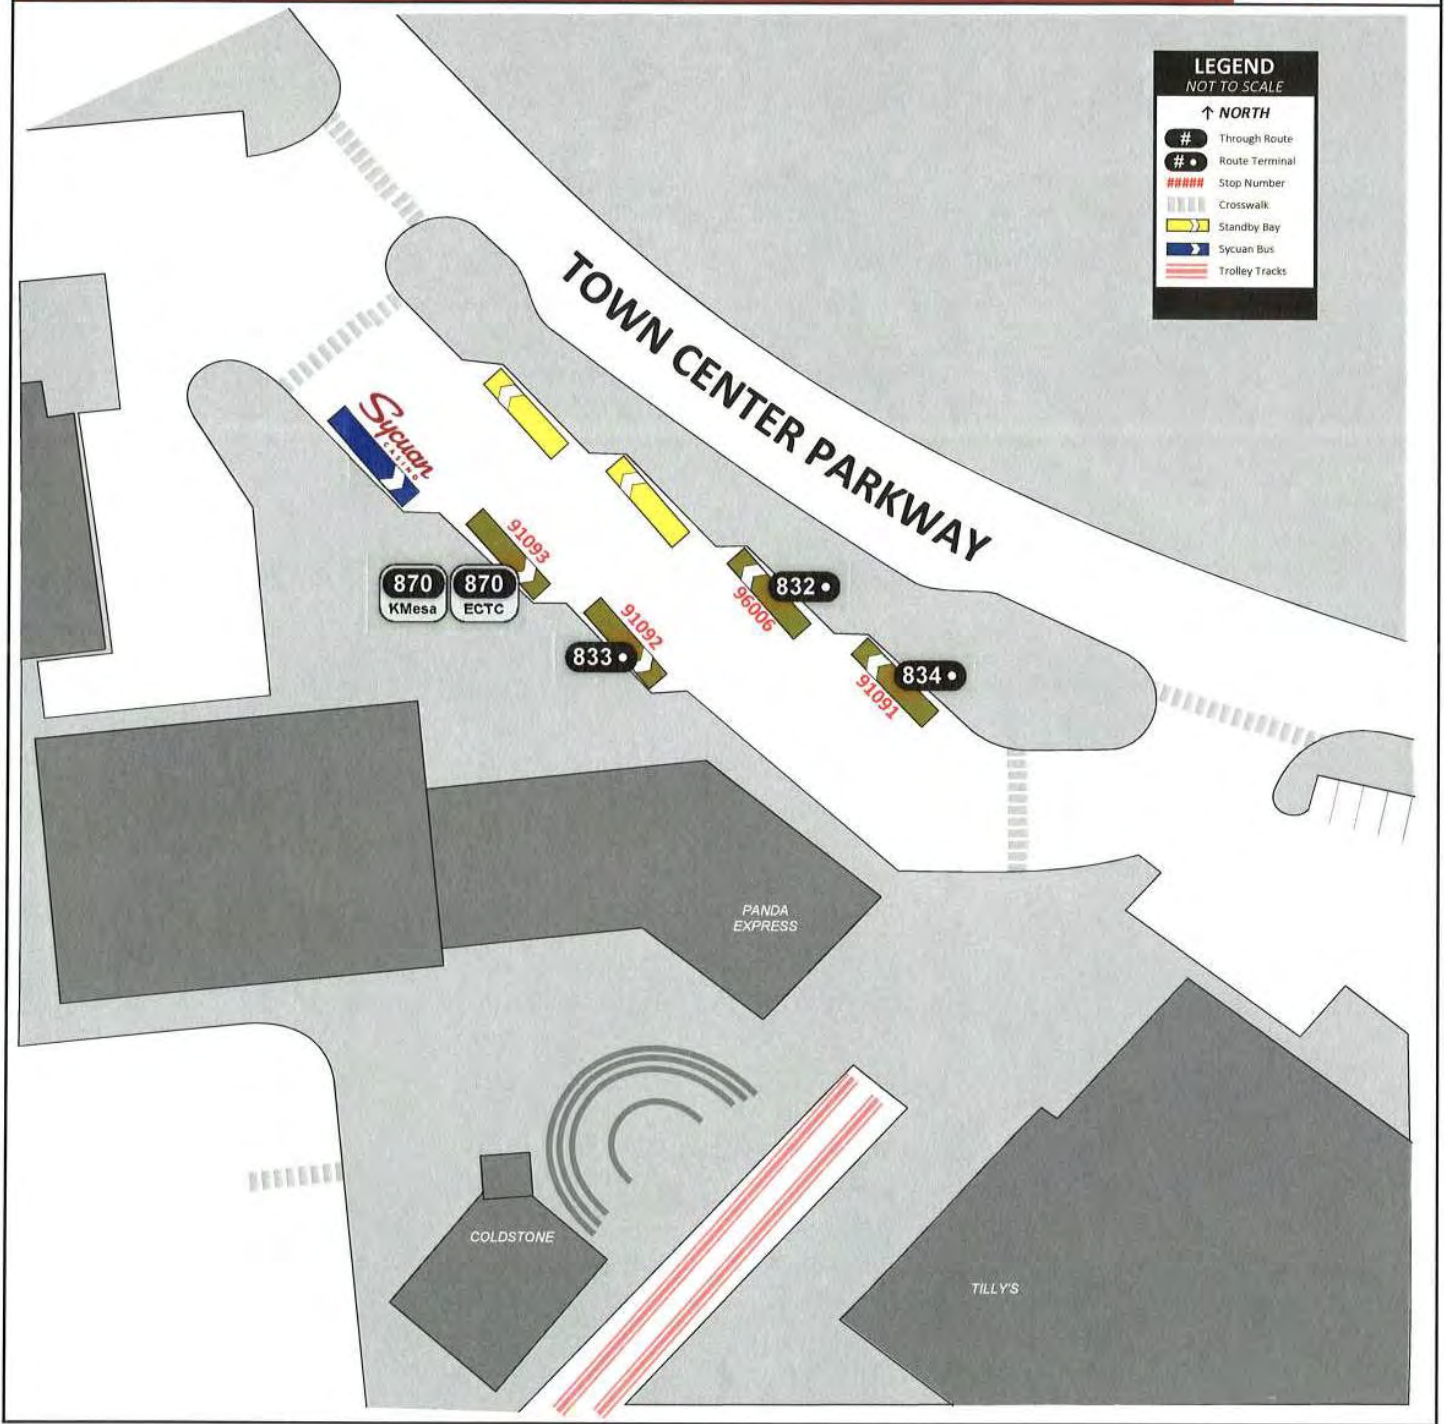 LEGEND
NOT TO SCALE
↑ NORTH
# Through Route
# • Route Terminal
##### Stop Number
Crosswalk
Standby Bay
Sycuan Bus
Trolley Tracks
TOWN CENTER PARKWAY
Sycuan
CASINO
91093
870
KMesa
870
ECTC
91092
833 •
832 •
96006
834 •
91091
PANDA
EXPRESS
COLDSTONE
TILLY'S